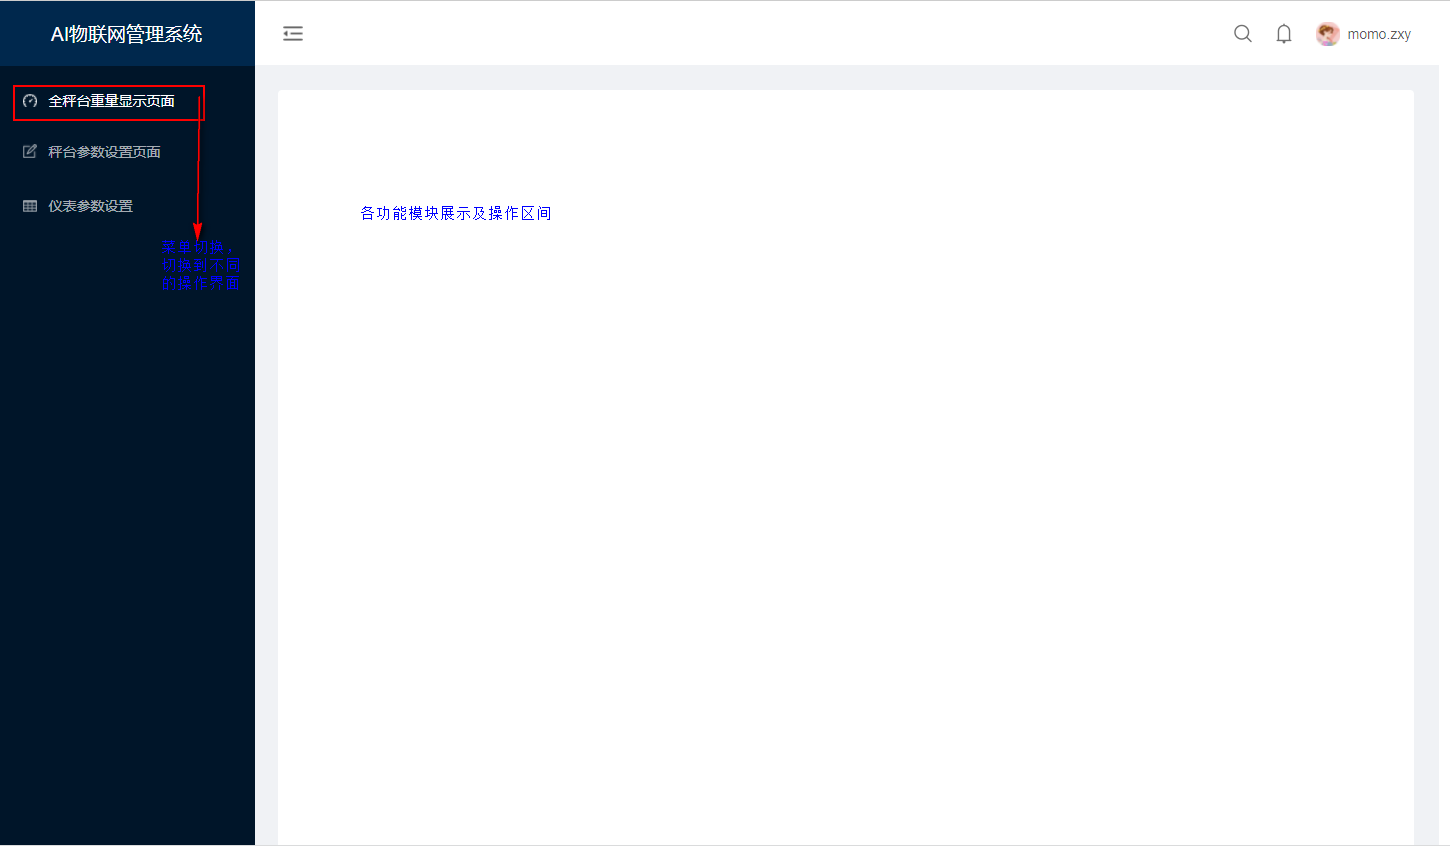 AI物联网管理系统
momo.zxy
全秤台重量显示页面
秤台参数设置页面
仪表参数设置
菜单切换，
切换到不同
的操作界面
各功能模块展示及操作区间